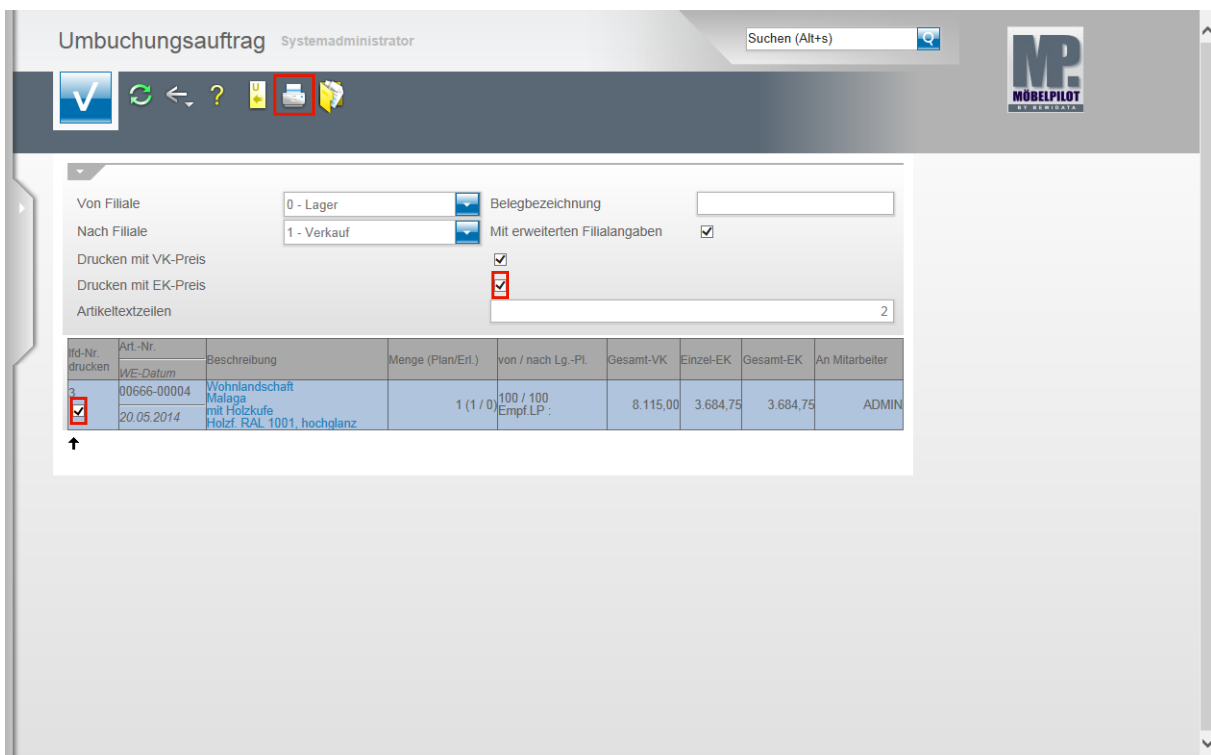 Umbuchungsauftrag Systemadministrator
Suchen (Alt+s)
MP.
MÖBELPILOT
BY BEWIDATA
Von Filiale 0 - Lager Belegbezeichnung
Nach Filiale 1 - Verkauf Mit erweiterten Filialangaben
Drucken mit VK-Preis
Drucken mit EK-Preis
Artikeltextzeilen 2
lfd-Nr. drucken Art.-Nr. WE-Datum Beschreibung Menge (Plan/Erl.) von / nach Lg.-Pl. Gesamt-VK Einzel-EK Gesamt-EK An Mitarbeiter
3 00666-00004 20.05.2014
Wohnlandschaft
Malaga
mit Holzkufe
Holzf. RAL 1001, hochglanz
1 (1 / 0)
100 / 100
Empf.LP :
8.115,00 3.684,75 3.684,75 ADMIN